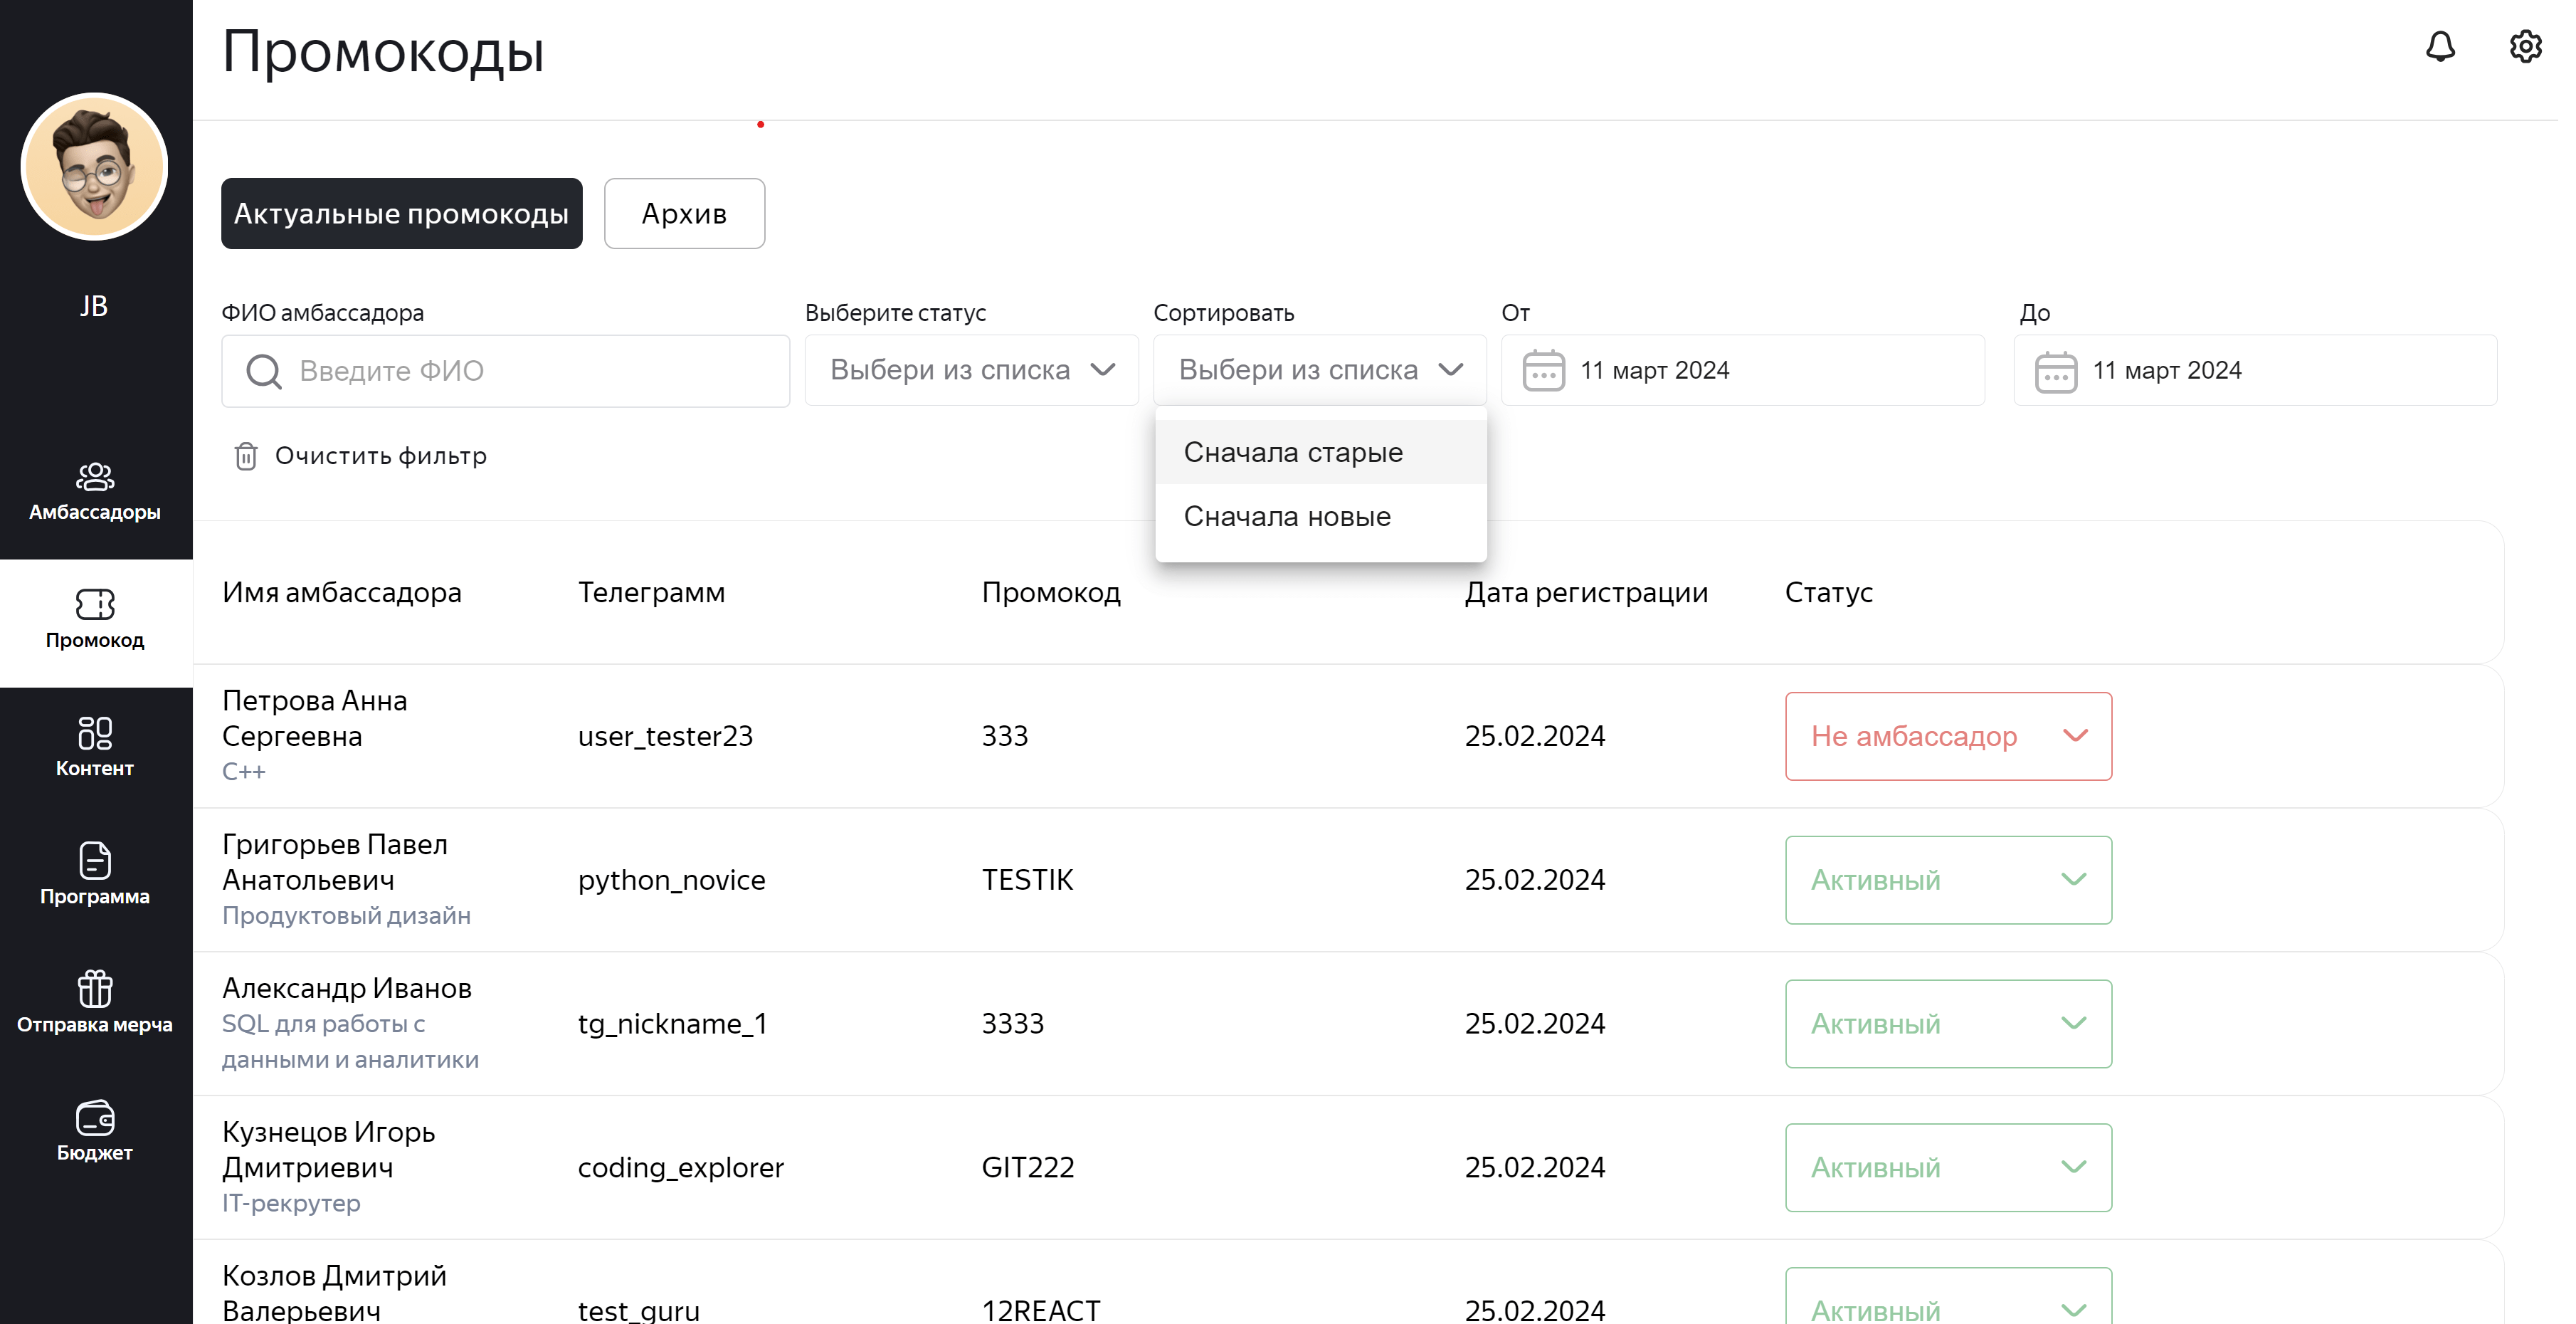 Промокоды
JB
Амбассадоры
Промокод
Контент
Программа
Отправка мерча
Бюджет
Актуальные промокоды
Архив
ФИО амбассадора
Выберите статус
Сортировать
От
До
Введите ФИО
Выбери из списка
Выбери из списка
11 март 2024
11 март 2024
Сначала старые
Сначала новые
Очистить фильтр
Имя амбассадора
Телеграмм
Промокод
Дата регистрации
Статус
Петрова Анна
Сергеевна
C++
user_tester23
333
25.02.2024
Не амбассадор
Григорьев Павел
Анатольевич
Продуктовый дизайн
python_novice
TESTIK
25.02.2024
Активный
Александр Иванов
SQL для работы с
данными и аналитики
tg_nickname_1
3333
25.02.2024
Активный
Кузнецов Игорь
Дмитриевич
IT-рекрутер
coding_explorer
GIT222
25.02.2024
Активный
Козлов Дмитрий
Валерьевич
test_guru
12REACT
25.02.2024
Активный